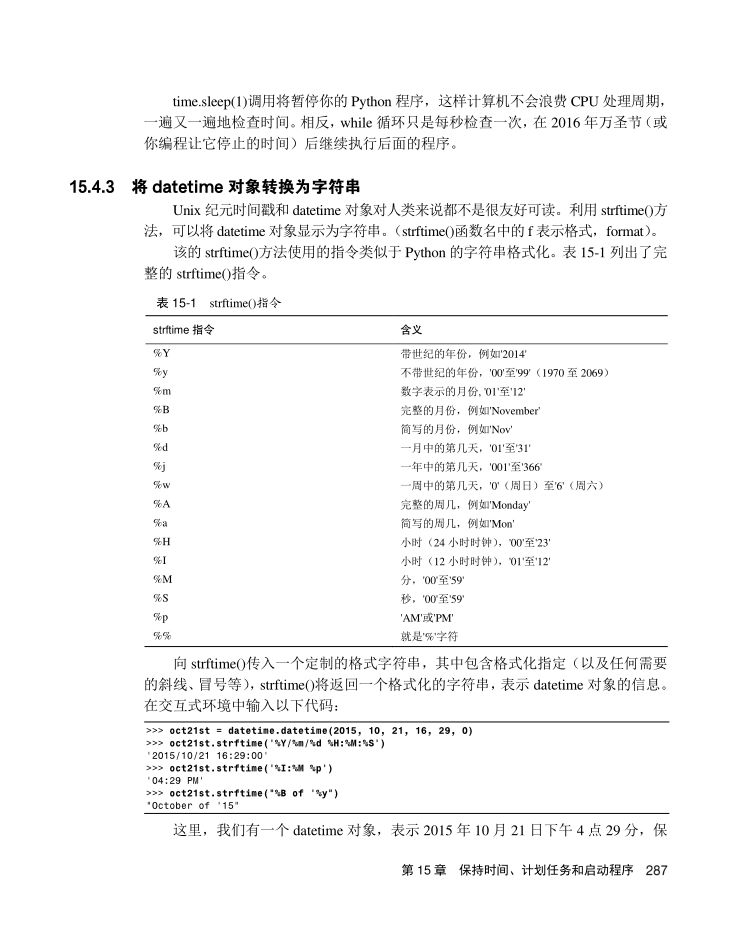 time.sleep(1)调用将暂停你的 Python 程序，这样计算机不会浪费 CPU 处理周期，
一遍又一遍地检查时间。相反，while 循环只是每秒检查一次，在 2016 年万圣节（或
你编程让它停止的时间）后继续执行后面的程序。
15.4.3 将 datetime 对象转换为字符串
Unix 纪元时间戳和 datetime 对象对人类来说都不是很友好可读。利用 strftime()方
法，可以将 datetime 对象显示为字符串。（strftime()函数名中的 f 表示格式，format）。
该的 strftime()方法使用的指令类似于 Python 的字符串格式化。表 15-1 列出了完
整的 strftime()指令。
表 15-1 strftime()指令
strftime 指令 含义
%Y 带世纪的年份，例如'2014'
%y 不带世纪的年份，'00'至'99'（1970 至 2069）
%m 数字表示的月份, '01'至'12'
%B 完整的月份，例如'November'
%b 简写的月份，例如'Nov'
%d 一月中的第几天，'01'至'31'
%j 一年中的第几天，'001'至'366'
%w 一周中的第几天，'0'（周日）至'6'（周六）
%A 完整的周几，例如'Monday'
%a 简写的周几，例如'Mon'
%H 小时（24 小时时钟），'00'至'23'
%I 小时（12 小时时钟），'01'至'12'
%M 分，'00'至'59'
%S 秒，'00'至'59'
%p 'AM'或'PM'
%% 就是'%'字符
向 strftime()传入一个定制的格式字符串，其中包含格式化指定（以及任何需要
的斜线、冒号等），strftime()将返回一个格式化的字符串，表示 datetime 对象的信息。
在交互式环境中输入以下代码：
>>> oct21st = datetime.datetime(2015, 10, 21, 16, 29, 0)
>>> oct21st.strftime('%Y/%m/%d %H:%M:%S')
'2015/10/21 16:29:00'
>>> oct21st.strftime('%I:%M %p')
'04:29 PM'
>>> oct21st.strftime("%B of '%y")
"October of '15"
这里，我们有一个 datetime 对象，表示 2015 年 10 月 21 日下午 4 点 29 分，保
第 15 章 保持时间、计划任务和启动程序 287